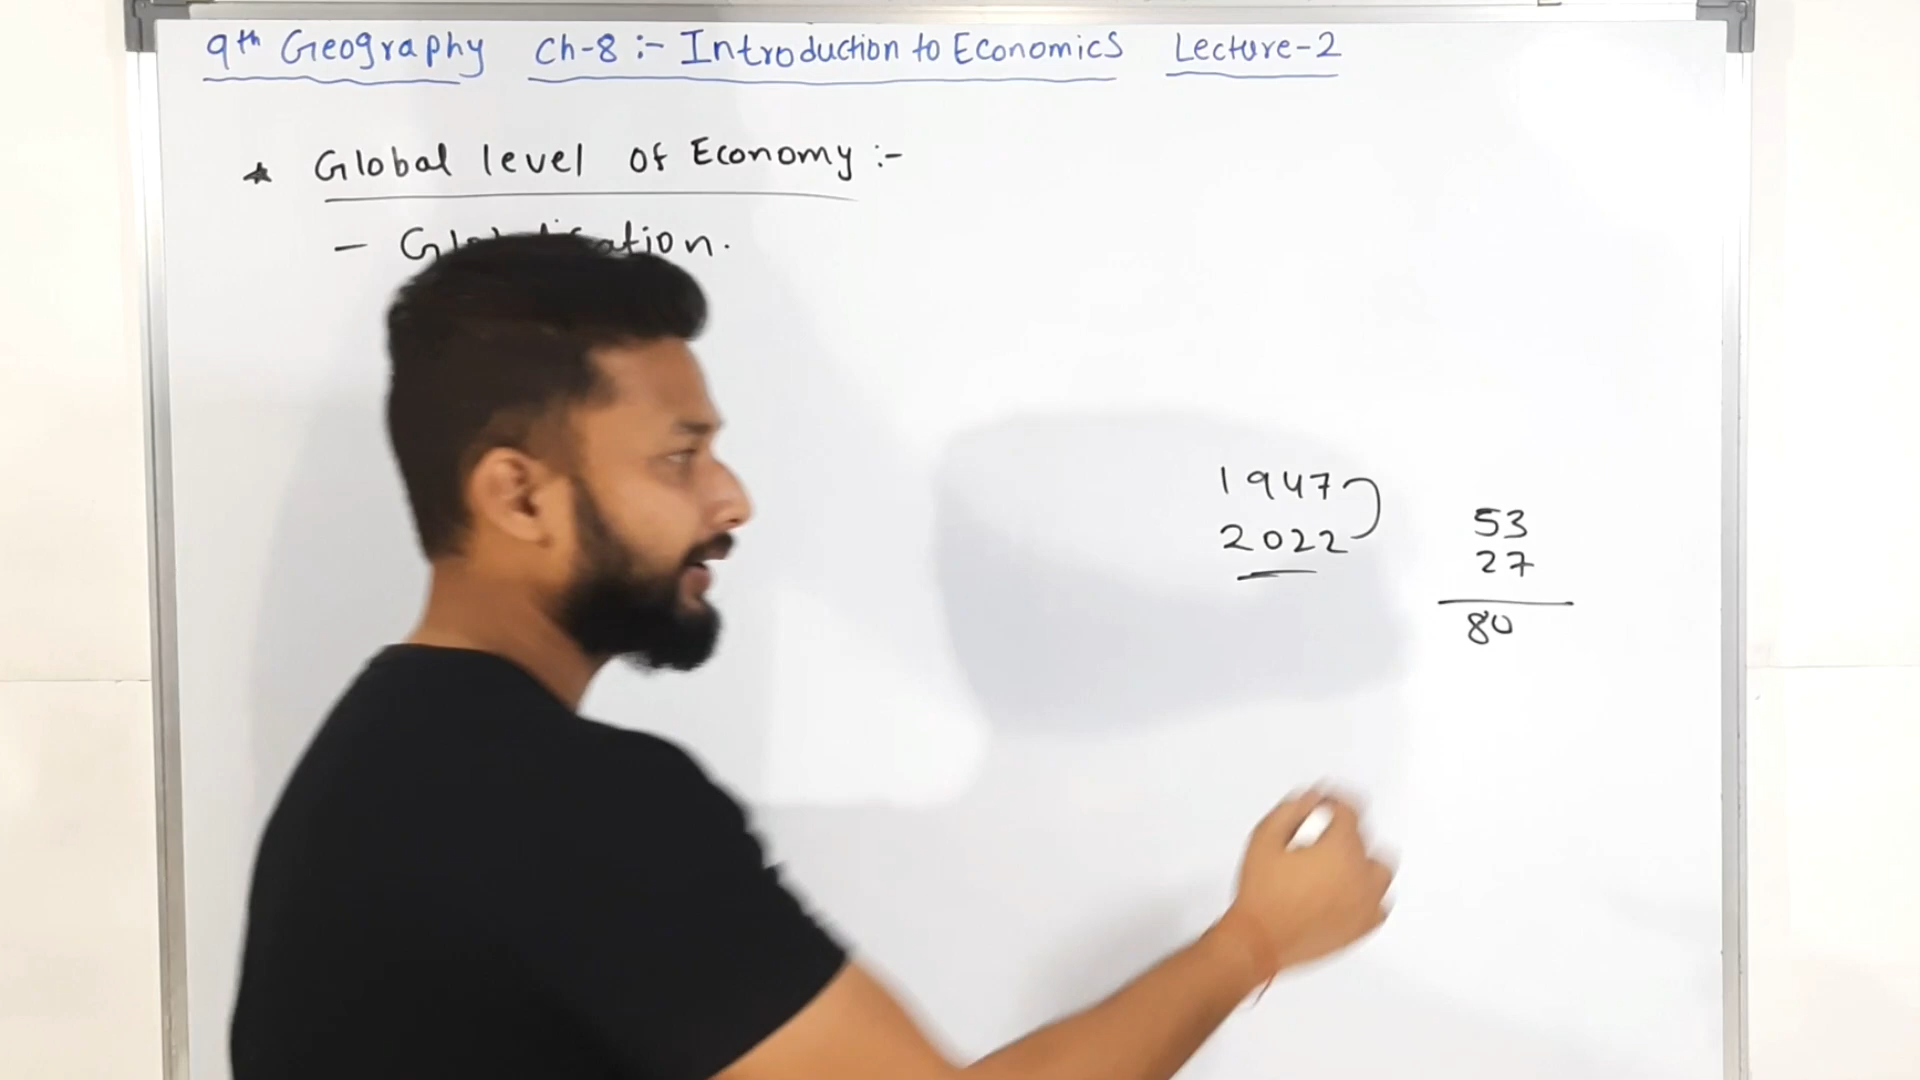 9th Geography Ch-8 :- Introduction to Economics Lecture-2
★ Global level of Economy :-
1947
2022
53
27
80